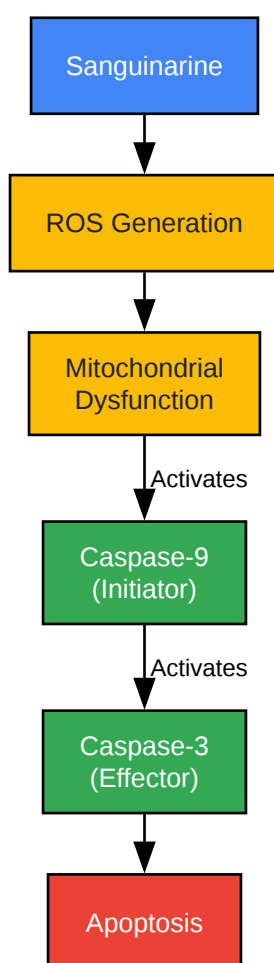 Sanguinarine
ROS Generation
Mitochondrial
Dysfunction
Activates
Caspase-9
(Initiator)
Activates
Caspase-3
(Effector)
Apoptosis